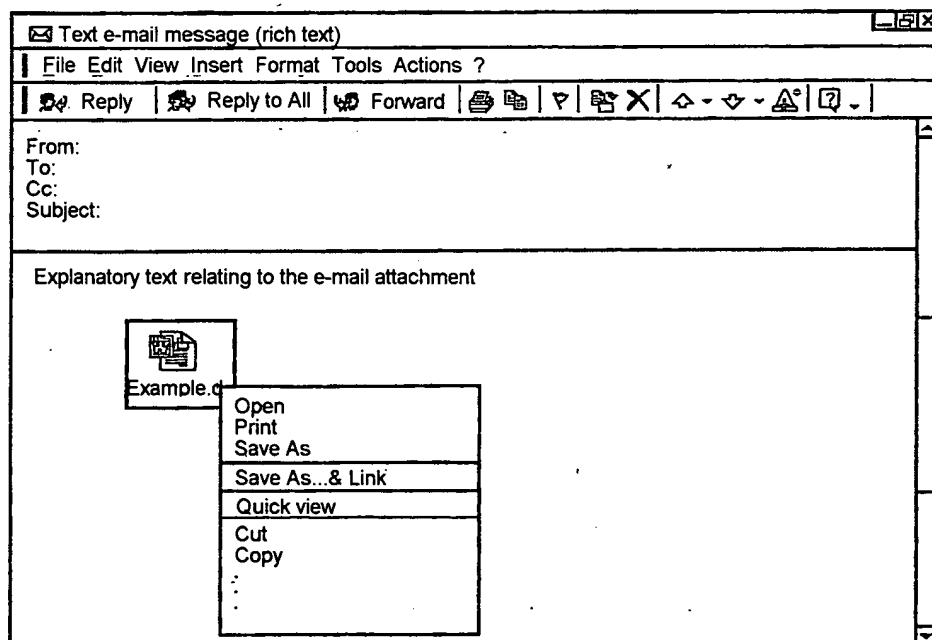 Text e-mail message (rich text)
File Edit View Insert Format Tools Actions ?
Reply Reply to All Forward
From:
To:
Cc:
Subject:
Explanatory text relating to the e-mail attachment
Example.d
Open
Print
Save As
Save As...& Link
Quick view
Cut
Copy